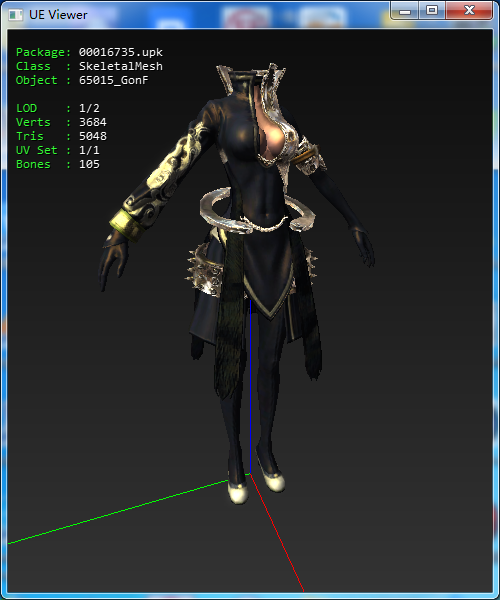 UE Viewer
Package: 00016735.upk
Class : SkeletalMesh
Object : 65015_GonF
LOD : 1/2
Verts : 3684
Tris : 5048
UV Set : 1/1
Bones : 105